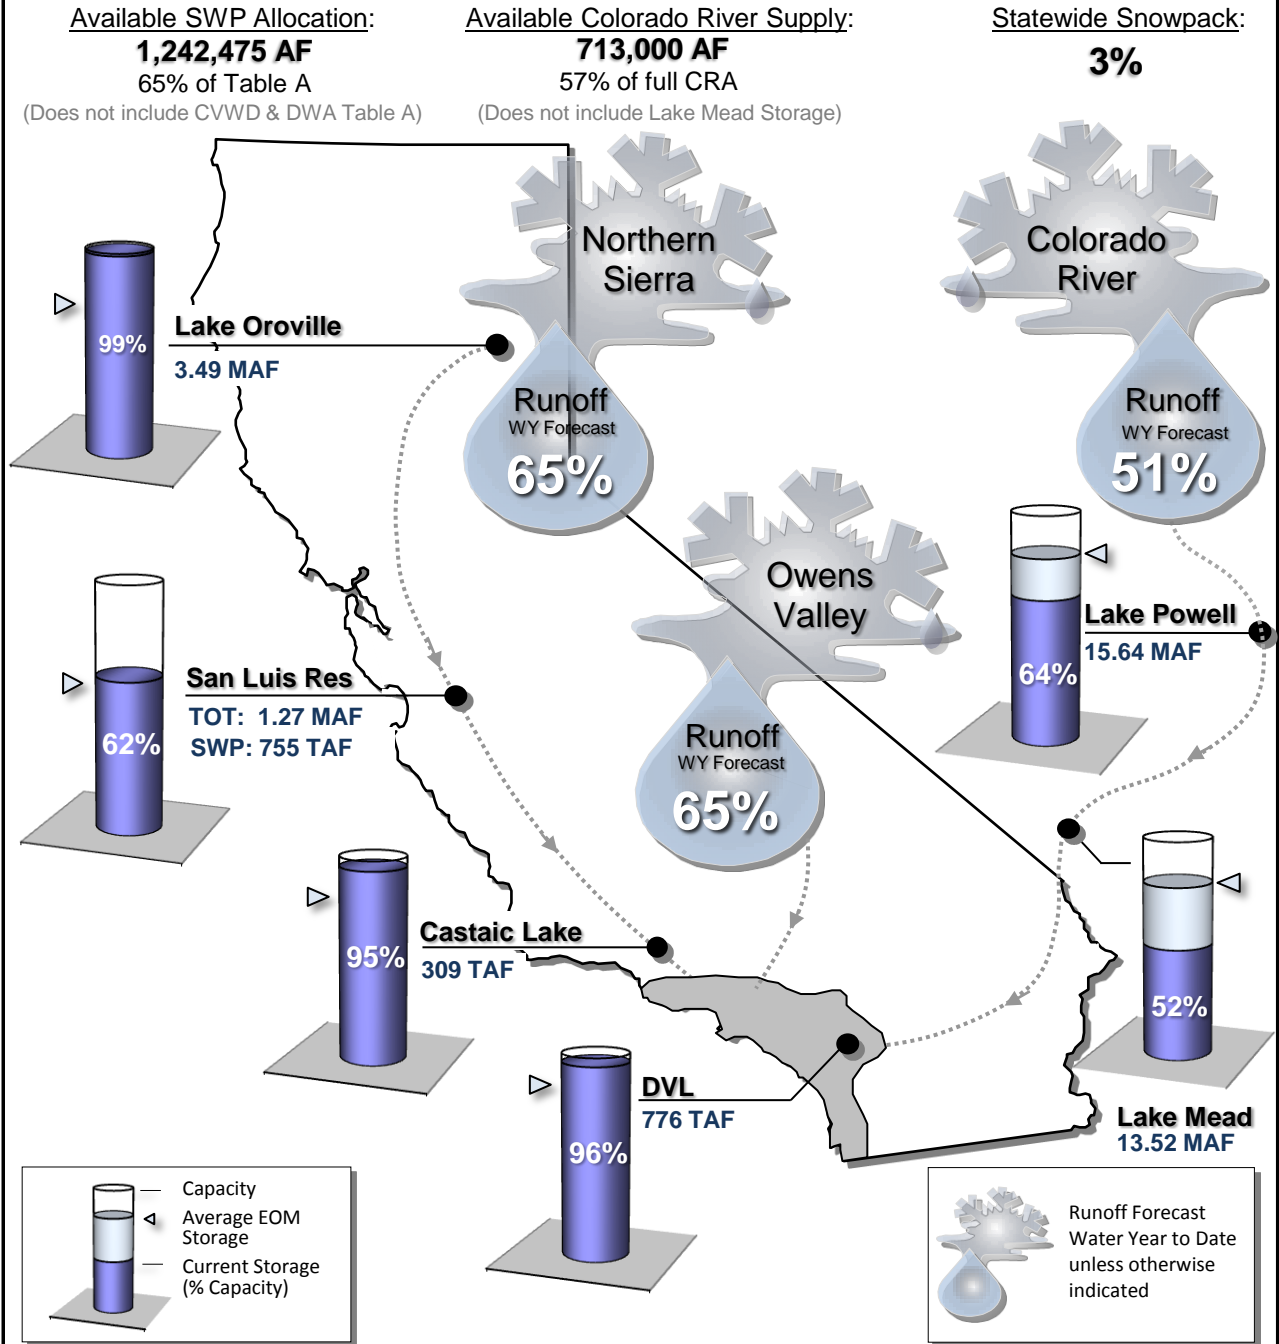 Available SWP Allocation:
1,242,475 AF
65% of Table A
(Does not include CVWD & DWA Table A)
Available Colorado River Supply:
713,000 AF
57% of full CRA
(Does not include Lake Mead Storage)
Statewide Snowpack:
3%
Northern
Sierra
Runoff
WY Forecast
65%
Colorado
River
Runoff
WY Forecast
51%
99%
Lake Oroville
3.49 MAF
Owens
Valley
Runoff
WY Forecast
65%
64%
Lake Powell
15.64 MAF
62%
San Luis Res
TOT: 1.27 MAF
SWP: 755 TAF
95%
Castaic Lake
309 TAF
52%
Lake Mead
13.52 MAF
96%
DVL
776 TAF
Capacity
Average EOM
Storage
Current Storage
(% Capacity)
Runoff Forecast
Water Year to Date
unless otherwise
indicated